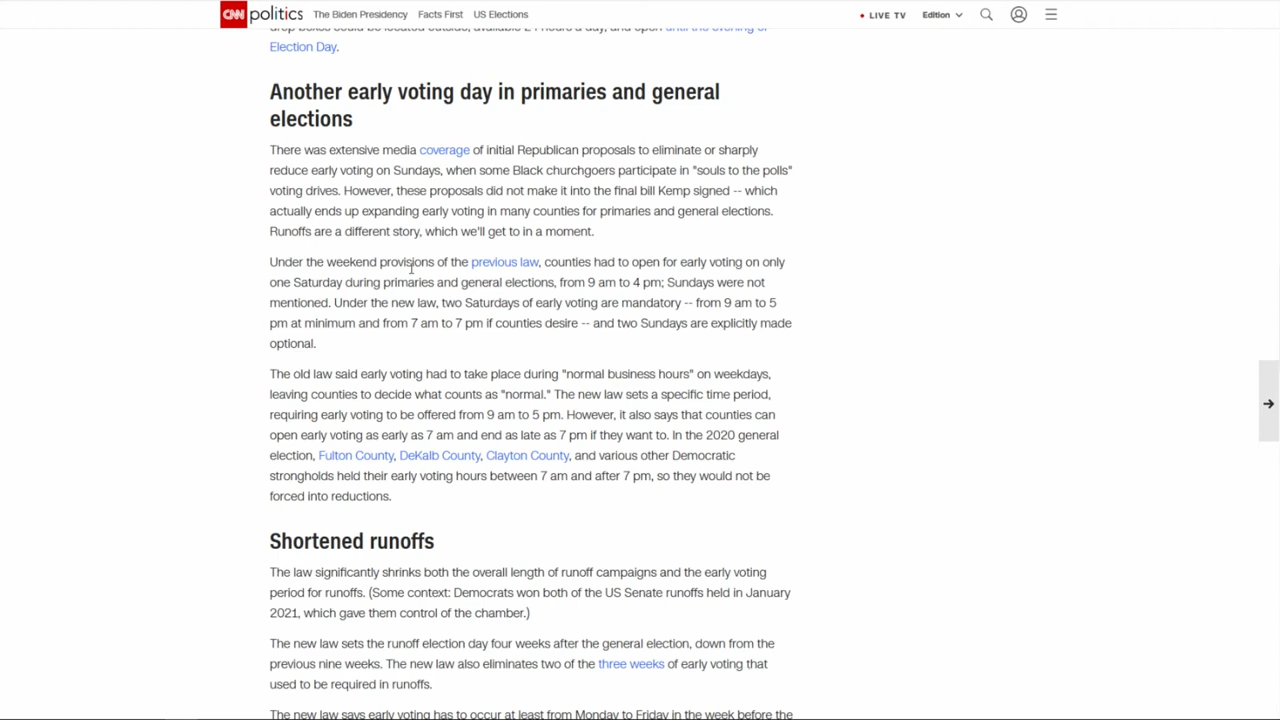 CNN politics The Biden Presidency Facts First US Elections LIVE TV Edition
drop boxes could be located outside, available 24 hours a day, and open until the evening of
Election Day.
Another early voting day in primaries and general
elections
There was extensive media coverage of initial Republican proposals to eliminate or sharply
reduce early voting on Sundays, when some Black churchgoers participate in "souls to the polls"
voting drives. However, these proposals did not make it into the final bill Kemp signed -- which
actually ends up expanding early voting in many counties for primaries and general elections.
Runoffs are a different story, which we'll get to in a moment.
Under the weekend provisions of the previous law, counties had to open for early voting on only
one Saturday during primaries and general elections, from 9 am to 4 pm; Sundays were not
mentioned. Under the new law, two Saturdays of early voting are mandatory -- from 9 am to 5
pm at minimum and from 7 am to 7 pm if counties desire -- and two Sundays are explicitly made
optional.
The old law said early voting had to take place during "normal business hours" on weekdays,
leaving counties to decide what counts as "normal." The new law sets a specific time period,
requiring early voting to be offered from 9 am to 5 pm. However, it also says that counties can
open early voting as early as 7 am and end as late as 7 pm if they want to. In the 2020 general
election, Fulton County, DeKalb County, Clayton County, and various other Democratic
strongholds held their early voting hours between 7 am and after 7 pm, so they would not be
forced into reductions.
Shortened runoffs
The law significantly shrinks both the overall length of runoff campaigns and the early voting
period for runoffs. (Some context: Democrats won both of the US Senate runoffs held in January
2021, which gave them control of the chamber.)
The new law sets the runoff election day four weeks after the general election, down from the
previous nine weeks. The new law also eliminates two of the three weeks of early voting that
used to be required in runoffs.
The new law says early voting has to occur at least from Monday to Friday in the week before the